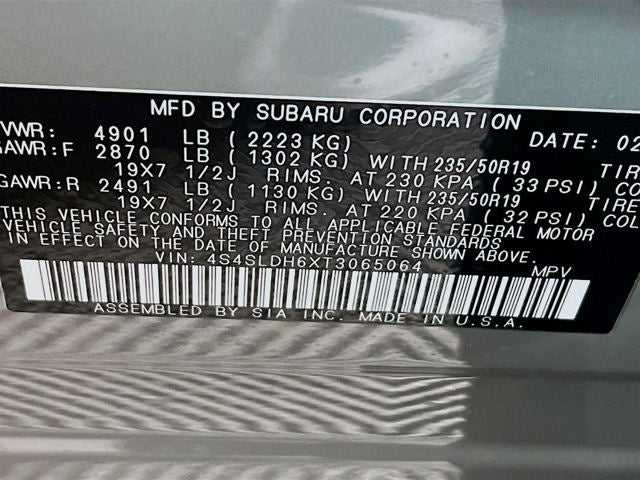 MFD BY SUBARU CORPORATION
VWR: 4901 LB ( 2223 KG) DATE: 02
GAWR:F 2870 LB ( 1302 KG) WITH 235/50R19 TIRE
19X7 1/2J RIMS. AT 230 KPA ( 33 PSI) CO
GAWR:R 2491 LB ( 1130 KG) WITH 235/50R19 TIRE
19X7 1/2J RIMS. AT 220 KPA ( 32 PSI) COL
THIS VEHICLE CONFORMS TO ALL APPLICABLE FEDERAL MOTOR
VEHICLE SAFETY AND THEFT PREVENTION STANDARDS
IN EFFECT ON THE DATE OF MANUFACTURE SHOWN ABOVE.
VIN: 4S4SLDH6XT3065064 MPV
ASSEMBLED BY SIA INC. MADE IN U.S.A.